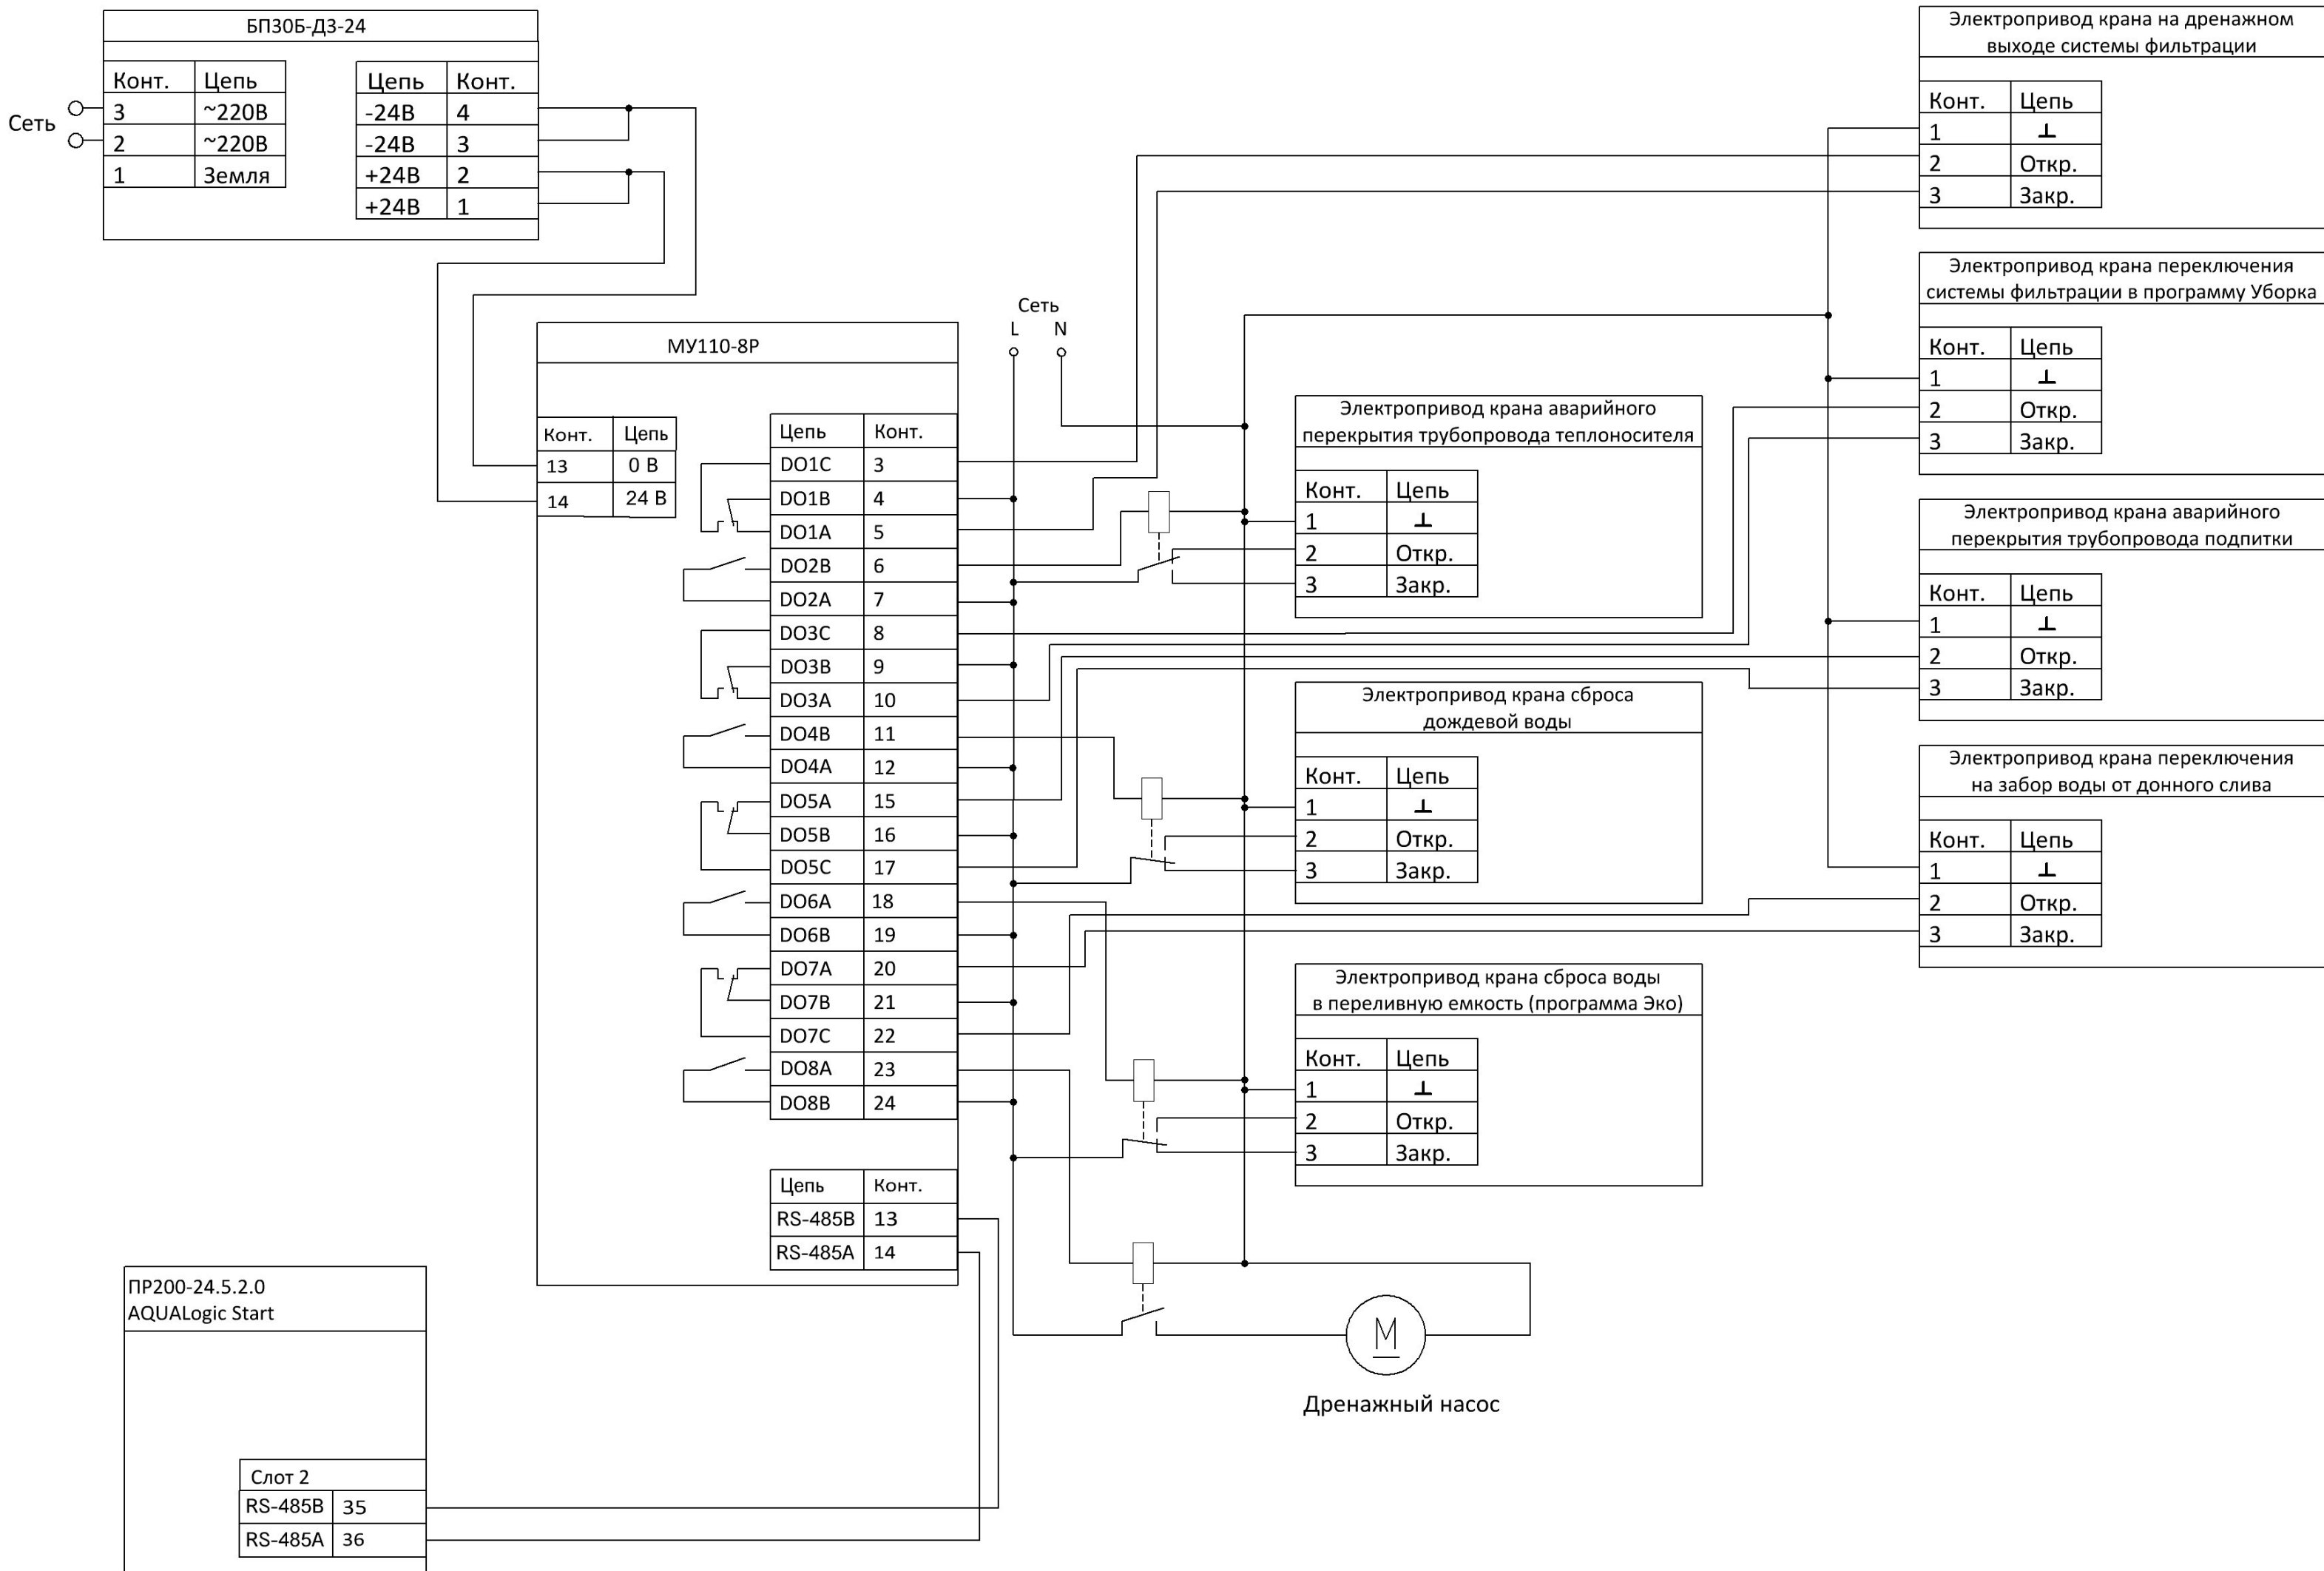 БП30Б-Д3-24
Конт. Цепь
3 ~220В
2 ~220В
1 Земля
Сеть
Цепь Конт.
-24В 4
-24В 3
+24В 2
+24В 1
МУ110-8Р
Конт. Цепь
13 0 В
14 24 В
Цепь Конт.
DO1C 3
DO1B 4
DO1A 5
DO2B 6
DO2A 7
DO3C 8
DO3B 9
DO3A 10
DO4B 11
DO4A 12
DO5A 15
DO5B 16
DO5C 17
DO6A 18
DO6B 19
DO7A 20
DO7B 21
DO7C 22
DO8A 23
DO8B 24
Цепь Конт.
RS-485B 13
RS-485A 14
Сеть
L N
Электропривод крана аварийного
перекрытия трубопровода теплоносителя
Конт. Цепь
1 ⊥
2 Откр.
3 Закр.
Электропривод крана сброса
дождевой воды
Конт. Цепь
1 ⊥
2 Откр.
3 Закр.
Электропривод крана сброса воды
в переливную емкость (программа Эко)
Конт. Цепь
1 ⊥
2 Откр.
3 Закр.
M
Дренажный насос
Электропривод крана на дренажном
выходе системы фильтрации
Конт. Цепь
1 ⊥
2 Откр.
3 Закр.
Электропривод крана переключения
системы фильтрации в программу Уборка
Конт. Цепь
1 ⊥
2 Откр.
3 Закр.
Электропривод крана аварийного
перекрытия трубопровода подпитки
Конт. Цепь
1 ⊥
2 Откр.
3 Закр.
Электропривод крана переключения
на забор воды от донного слива
Конт. Цепь
1 ⊥
2 Откр.
3 Закр.
ПР200-24.5.2.0
AQUALogic Start
Слот 2
RS-485B 35
RS-485A 36